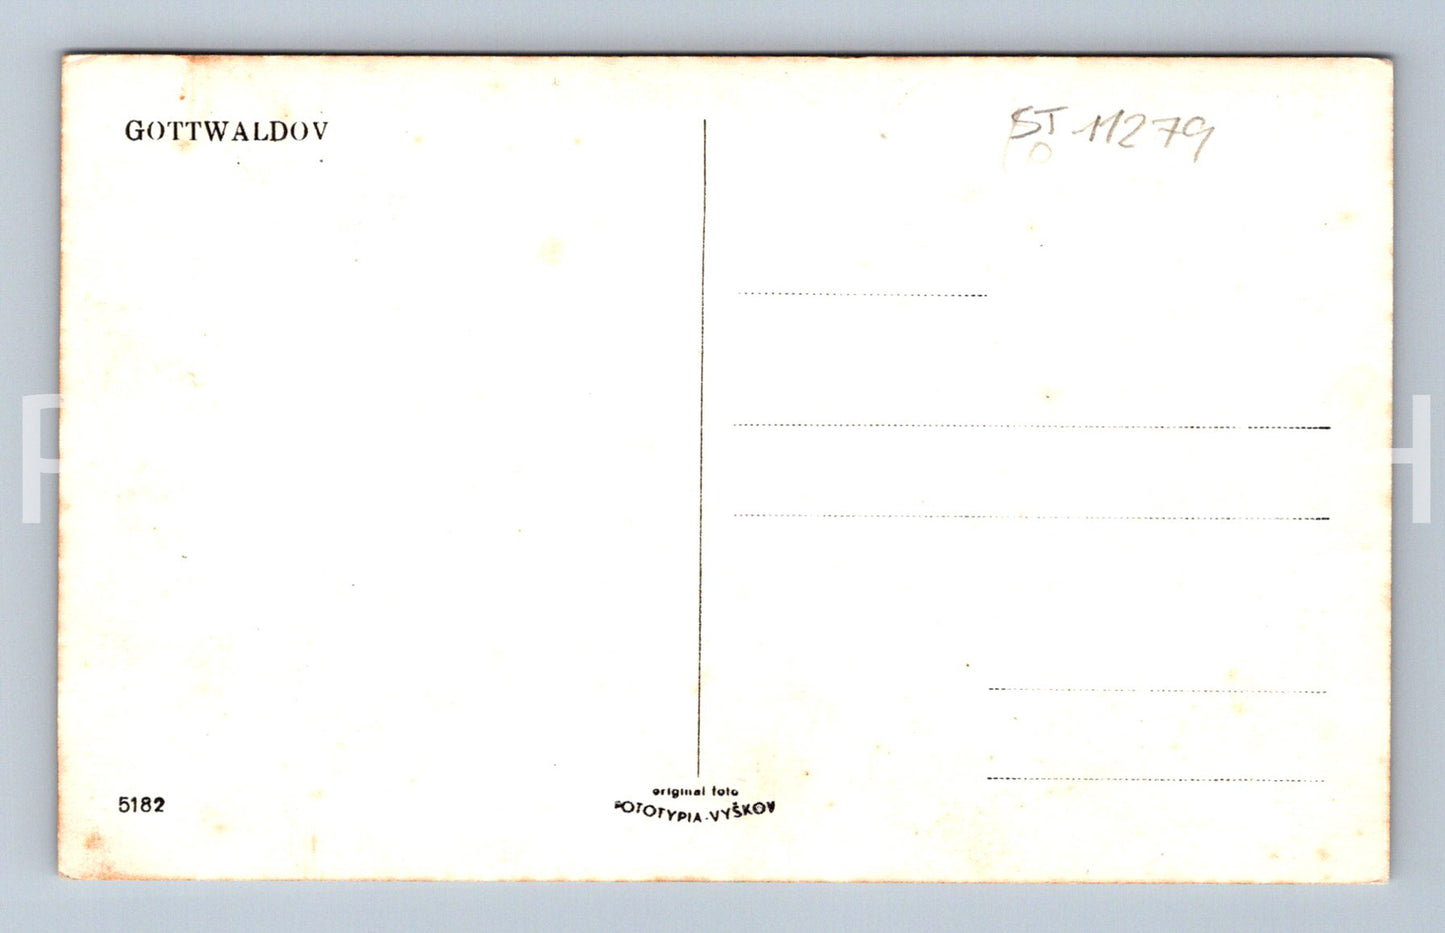 GOTTWALDOV
ST 11279
5182
original foto
FOTOTYPIA-VYŠKOV